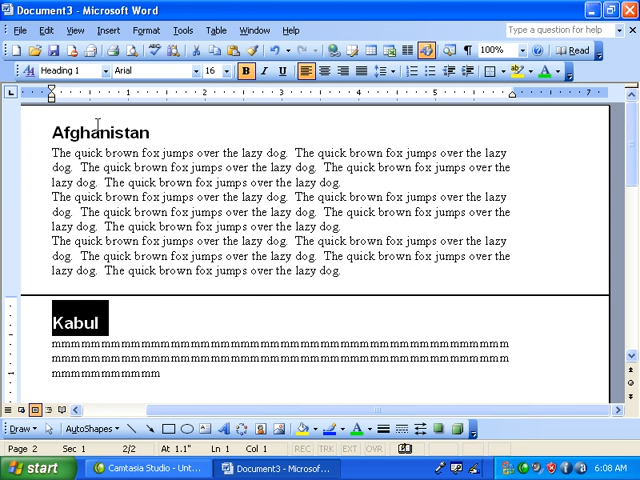 Document3 - Microsoft Word
File Edit View Insert Format Tools Table Window Help Type a question for help
100% Read
Heading 1 Arial 16 B I U
1 2 3 4 5 6 7
Afghanistan
The quick brown fox jumps over the lazy dog.  The quick brown fox jumps over the lazy
dog.  The quick brown fox jumps over the lazy dog.  The quick brown fox jumps over the
lazy dog.  The quick brown fox jumps over the lazy dog.
The quick brown fox jumps over the lazy dog.  The quick brown fox jumps over the lazy
dog.  The quick brown fox jumps over the lazy dog.  The quick brown fox jumps over the
lazy dog.  The quick brown fox jumps over the lazy dog.
The quick brown fox jumps over the lazy dog.  The quick brown fox jumps over the lazy
dog.  The quick brown fox jumps over the lazy dog.  The quick brown fox jumps over the
lazy dog.  The quick brown fox jumps over the lazy dog.
Kabul
Draw AutoShapes
Page 2 Sec 1 2/2 At 1.1" Ln 1 Col 1 REC TRK EXT OVR
start Camtasia Studio - Unt... Document3 - Microsof... 6:08 AM